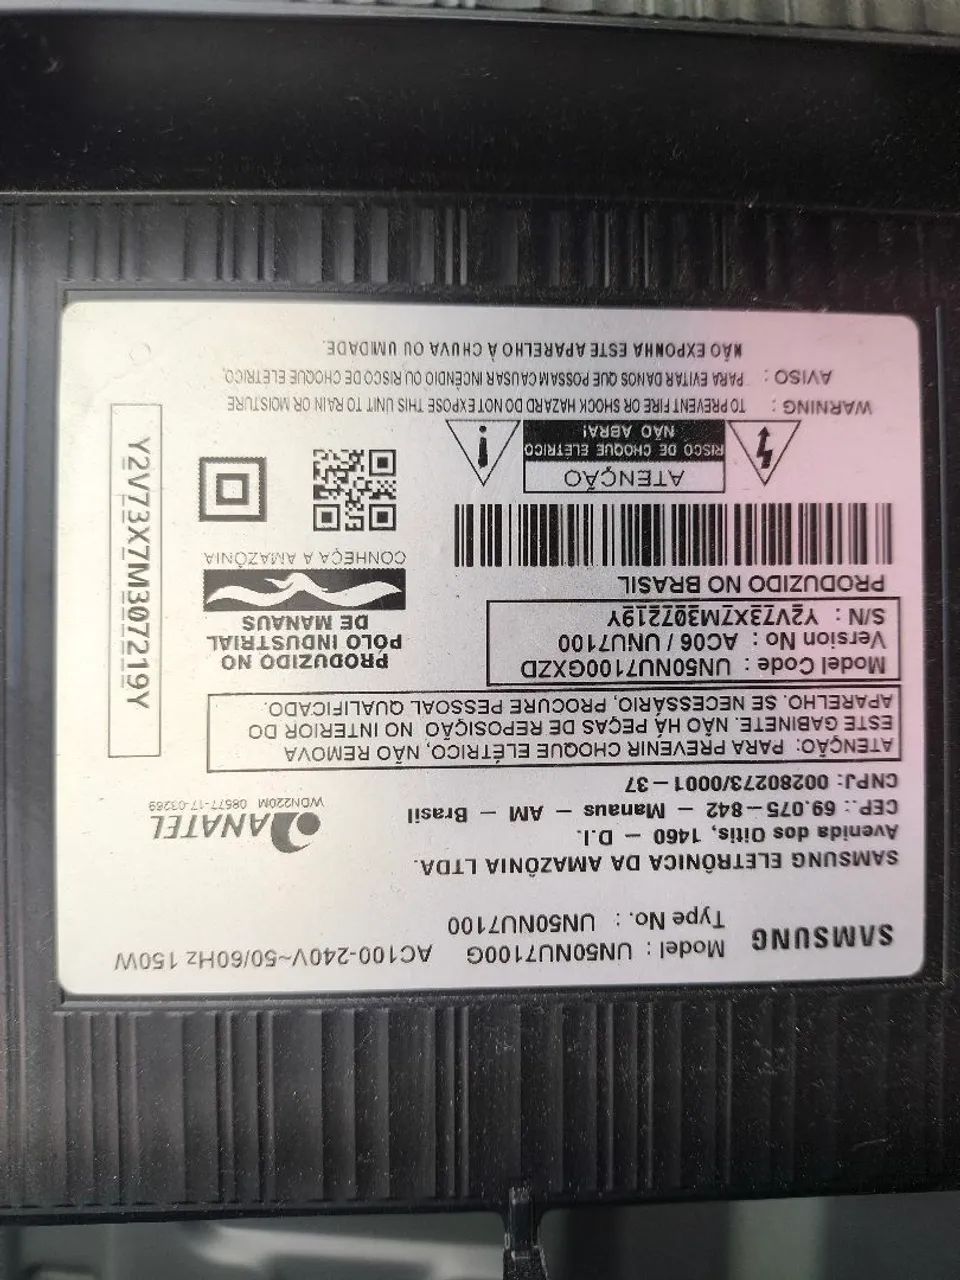 SAMSUNG
Model : UN50NU7100G AC100-240V~50/60Hz 150W
Type No. : UN50NU7100
SAMSUNG ELETRÔNICA DA AMAZÔNIA LTDA.
Avenida dos Oitis, 1460 – D.I.
CEP.: 69.075-842 – Manaus – AM – Brasil
CNPJ: 00280273/0001-37
ANATEL
WDN220M 08677-17-03269
ATENÇÃO: PARA PREVENIR CHOQUE ELÉTRICO, NÃO REMOVA
ESTE GABINETE. NÃO HÁ PEÇAS DE REPOSIÇÃO NO INTERIOR DO
APARELHO. SE NECESSÁRIO, PROCURE PESSOAL QUALIFICADO.
Model Code : UN50NU7100GXZD
Version No : AC06 / UNU7100
S/N : Y2V73X7M307219Y
PRODUZIDO NO BRASIL
PRODUZIDO NO
PÓLO INDUSTRIAL
DE MANAUS
CONHEÇA A AMAZÔNIA
Y2V73X7M307219Y
ATENÇÃO
RISCO DE CHOQUE ELÉTRICO
NÃO ABRA!
WARNING : TO PREVENT FIRE OR SHOCK HAZARD DO NOT EXPOSE THIS UNIT TO RAIN OR MOISTURE
AVISO : PARA EVITAR DANOS QUE POSSAM CAUSAR INCÊNDIO OU RISCO DE CHOQUE ELÉTRICO,
NÃO EXPONHA ESTE APARELHO À CHUVA OU UMIDADE.